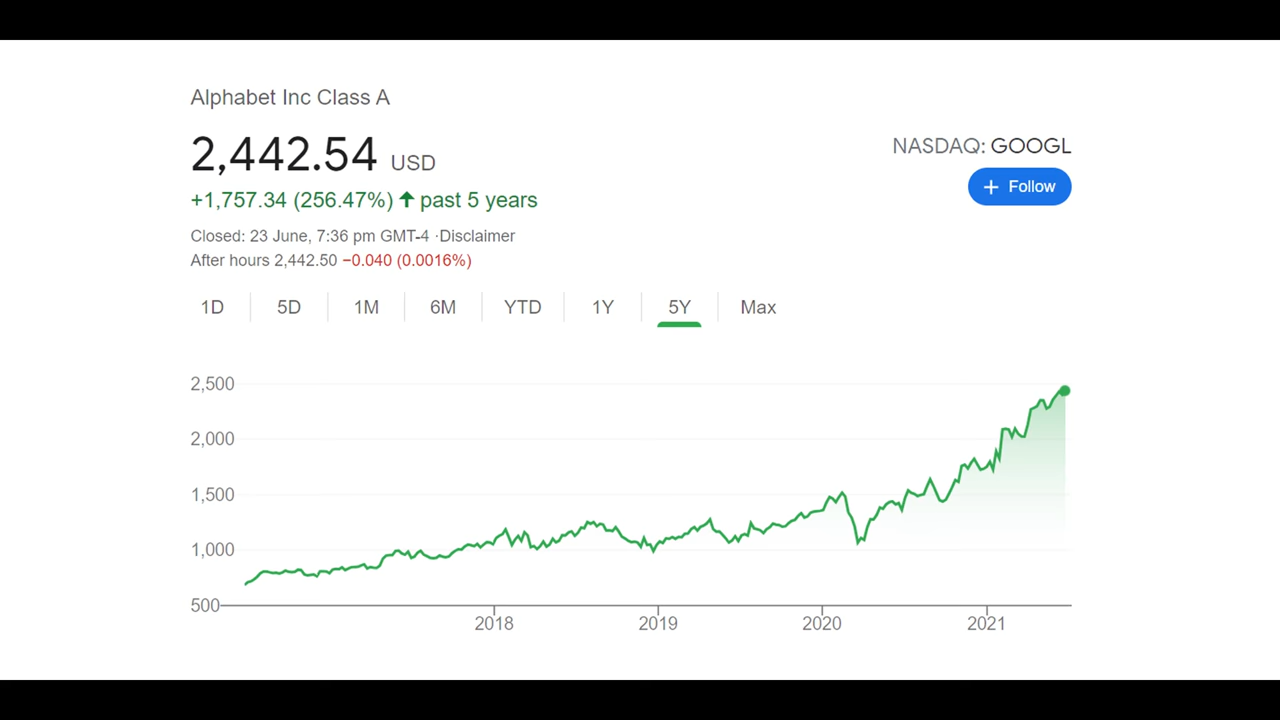 Alphabet Inc Class A
2,442.54 USD
NASDAQ: GOOGL
+1,757.34 (256.47%) ↑ past 5 years
+ Follow
Closed: 23 June, 7:36 pm GMT-4 ·Disclaimer
After hours 2,442.50 −0.040 (0.0016%)
1D 5D 1M 6M YTD 1Y 5Y Max
2,500
2,000
1,500
1,000
500
2018 2019 2020 2021